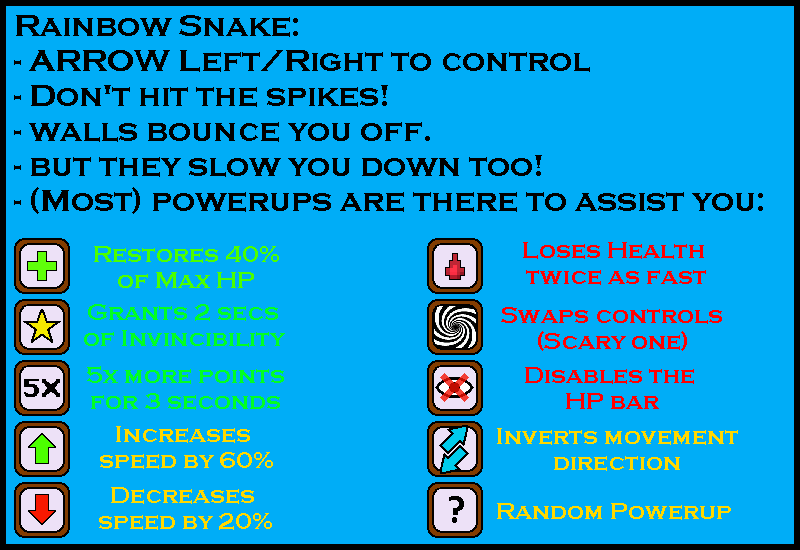 Rainbow Snake:
- ARROW Left/Right to control
- Don't hit the spikes!
- walls bounce you off.
- but they slow you down too!
- (Most) powerups are there to assist you:
Restores 40%
of Max HP
Grants 2 secs
of Invincibility
5X
5x more points
for 3 seconds
Increases
speed by 60%
Decreases
speed by 20%
Loses Health
twice as fast
Swaps controls
(Scary one)
Disables the
HP bar
Inverts movement
direction
?
Random Powerup